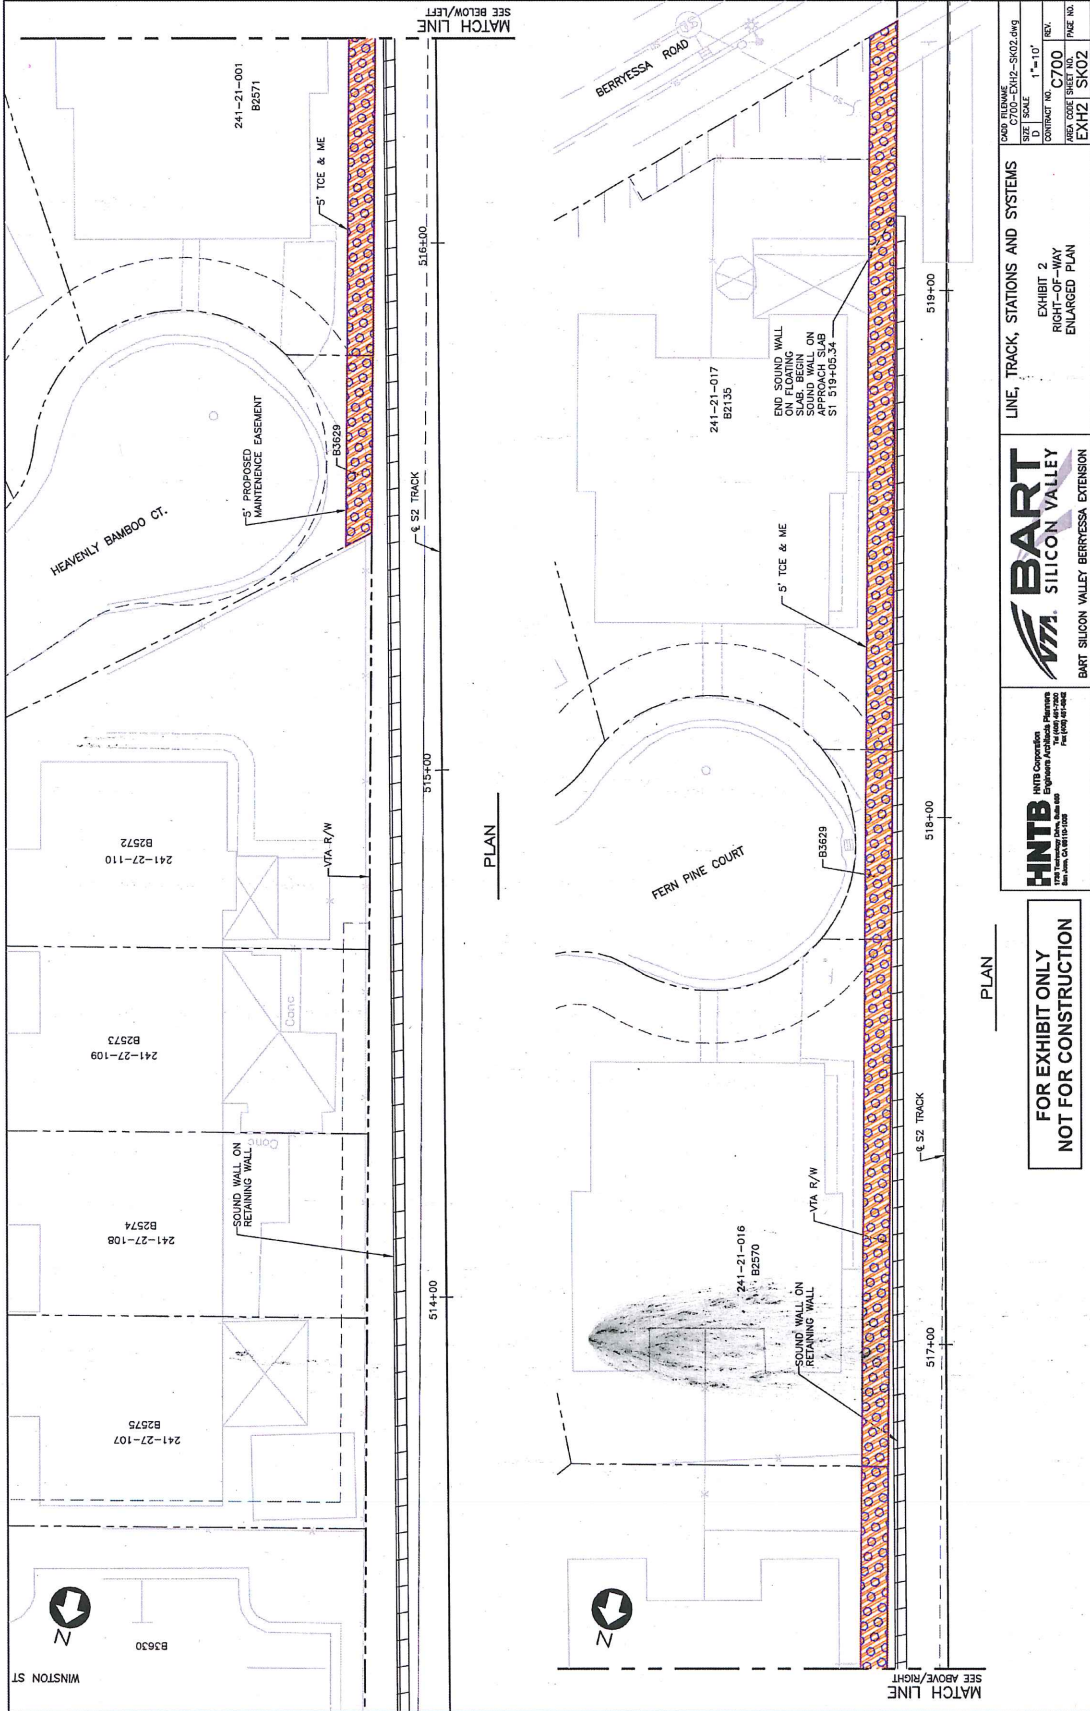 WINSTON ST
B3630
N
241-27-107
B2575
241-27-108
B2574
241-27-109
B2573
241-27-110
B2572
Conc
Conc
SOUND WALL ON
RETAINING WALL
VTA R/W
HEAVENLY BAMBOO CT.
5' PROPOSED
MAINTENENCE EASEMENT
B3629
5' TCE & ME
241-21-001
B2571
MATCH LINE
SEE BELOW/LEFT
514+00
515+00
516+00
℄ S2 TRACK
PLAN
MATCH LINE
SEE ABOVE/RIGHT
N
SOUND WALL ON
RETAINING WALL
241-21-016
B2570
VTA R/W
FERN PINE COURT
B3629
5' TCE & ME
241-21-017
B2135
END SOUND WALL
ON FLOATING
SLAB. BEGIN
SOUND WALL ON
APPROACH SLAB
S1 519+05.34
BERRYESSA ROAD
517+00
518+00
519+00
℄ S2 TRACK
PLAN
FOR EXHIBIT ONLY
NOT FOR CONSTRUCTION
HNTB
HNTB Corporation
Engineers Architects Planners
VTA
BART
SILICON VALLEY
BART SILICON VALLEY BERRYESSA EXTENSION
LINE, TRACK, STATIONS AND SYSTEMS
EXHIBIT 2
RIGHT-OF-WAY
ENLARGED PLAN
CADD FILENAME
C700-EXH2-SK02.dwg
SIZE
D
SCALE
1"=10'
CONTRACT NO.
C700
REV.
AREA CODE
EXH2
SHEET NO.
SK02
PAGE NO.